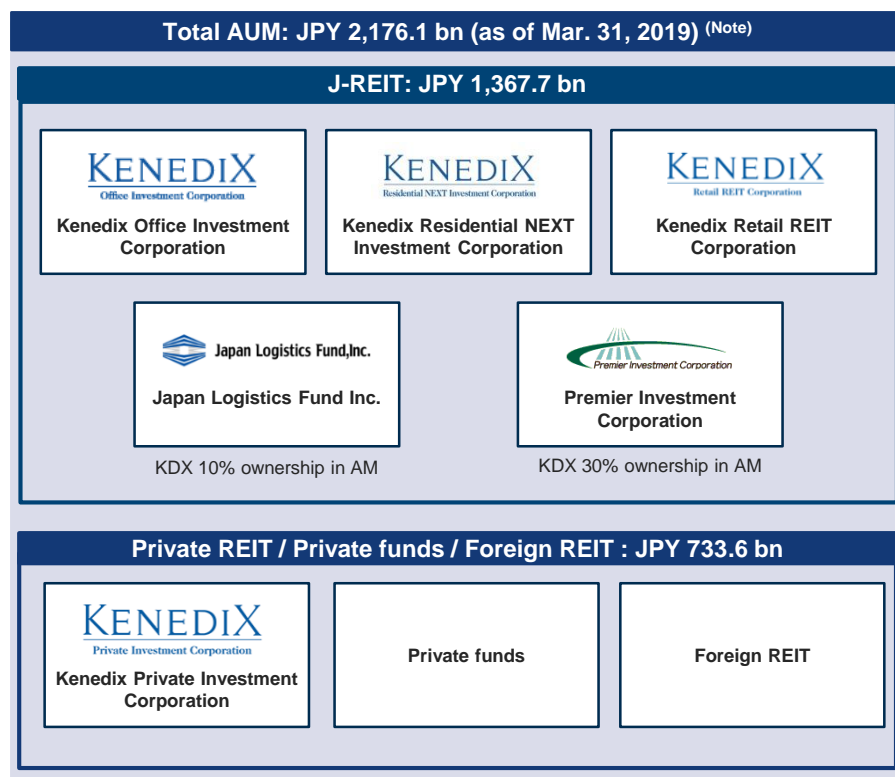 Total AUM: JPY 2,176.1 bn (as of Mar. 31, 2019) (Note)
J-REIT: JPY 1,367.7 bn
KENEDIX
Office Investment Corporation
Kenedix Office Investment
Corporation
KENEDIX
Residential NEXT Investment Corporation
Kenedix Residential NEXT
Investment Corporation
KENEDIX
Retail REIT Corporation
Kenedix Retail REIT
Corporation
Japan Logistics Fund,Inc.
Japan Logistics Fund Inc.
KDX 10% ownership in AM
Premier Investment Corporation
Premier Investment
Corporation
KDX 30% ownership in AM
Private REIT / Private funds / Foreign REIT : JPY 733.6 bn
KENEDIX
Private Investment Corporation
Kenedix Private Investment
Corporation
Private funds
Foreign REIT